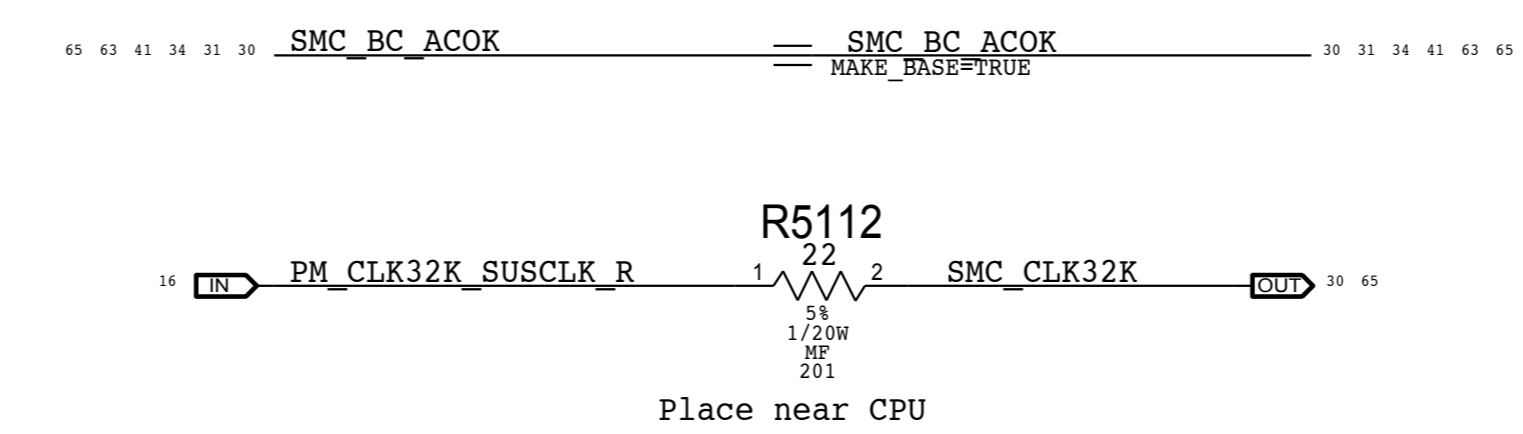 65 63 41 34 31 30 SMC_BC_ACOK SMC_BC_ACOK 30 31 34 41 63 65
MAKE_BASE=TRUE
R5112
22
16 IN PM_CLK32K_SUSCLK_R 1 2 SMC_CLK32K OUT 30 65
5%
1/20W
MF
201
Place near CPU